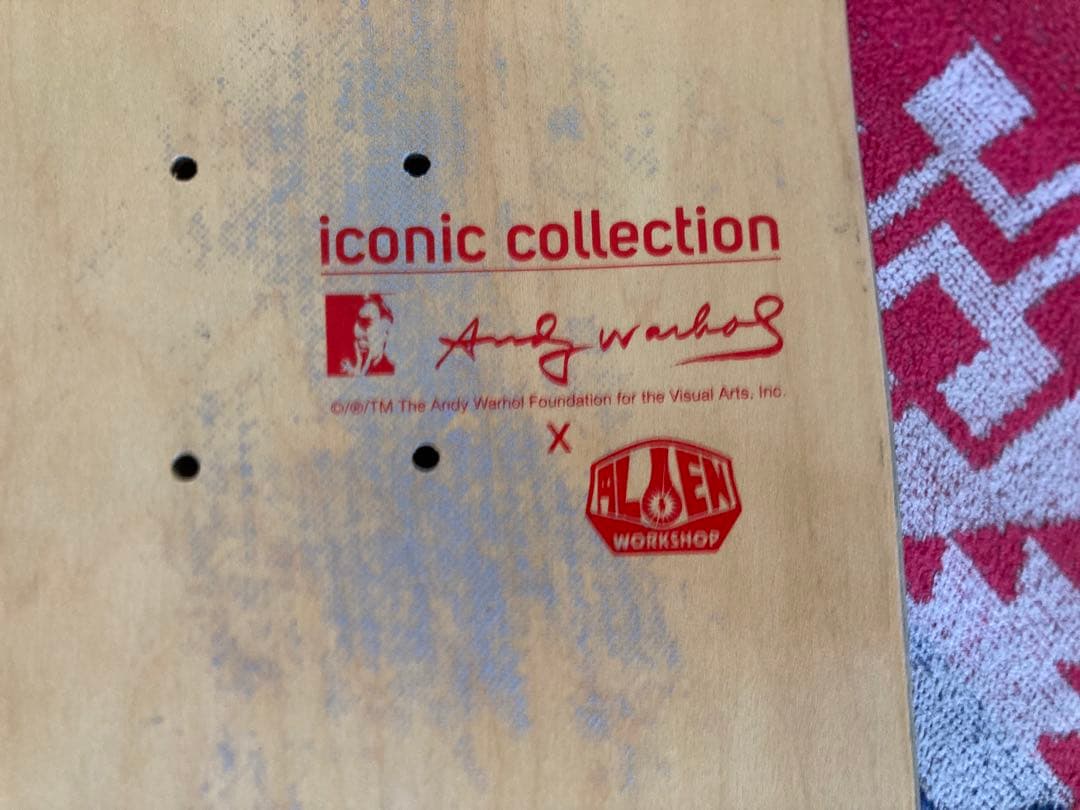 iconic collection
Andy Warhol
©/®/TM The Andy Warhol Foundation for the Visual Arts, Inc.
X
ALIEN
WORKSHOP